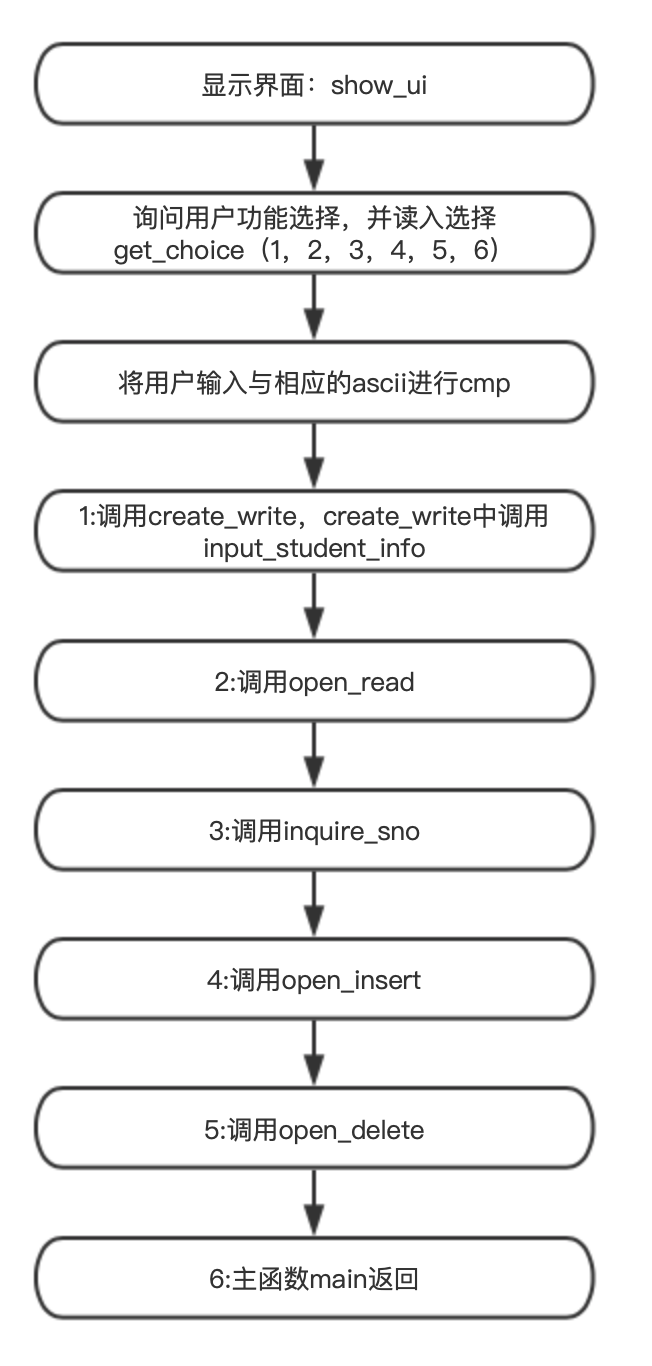 显示界面：show_ui
询问用户功能选择，并读入选择
get_choice（1，2，3，4，5，6）
将用户输入与相应的ascii进行cmp
1:调用create_write，create_write中调用
input_student_info
2:调用open_read
3:调用inquire_sno
4:调用open_insert
5:调用open_delete
6:主函数main返回